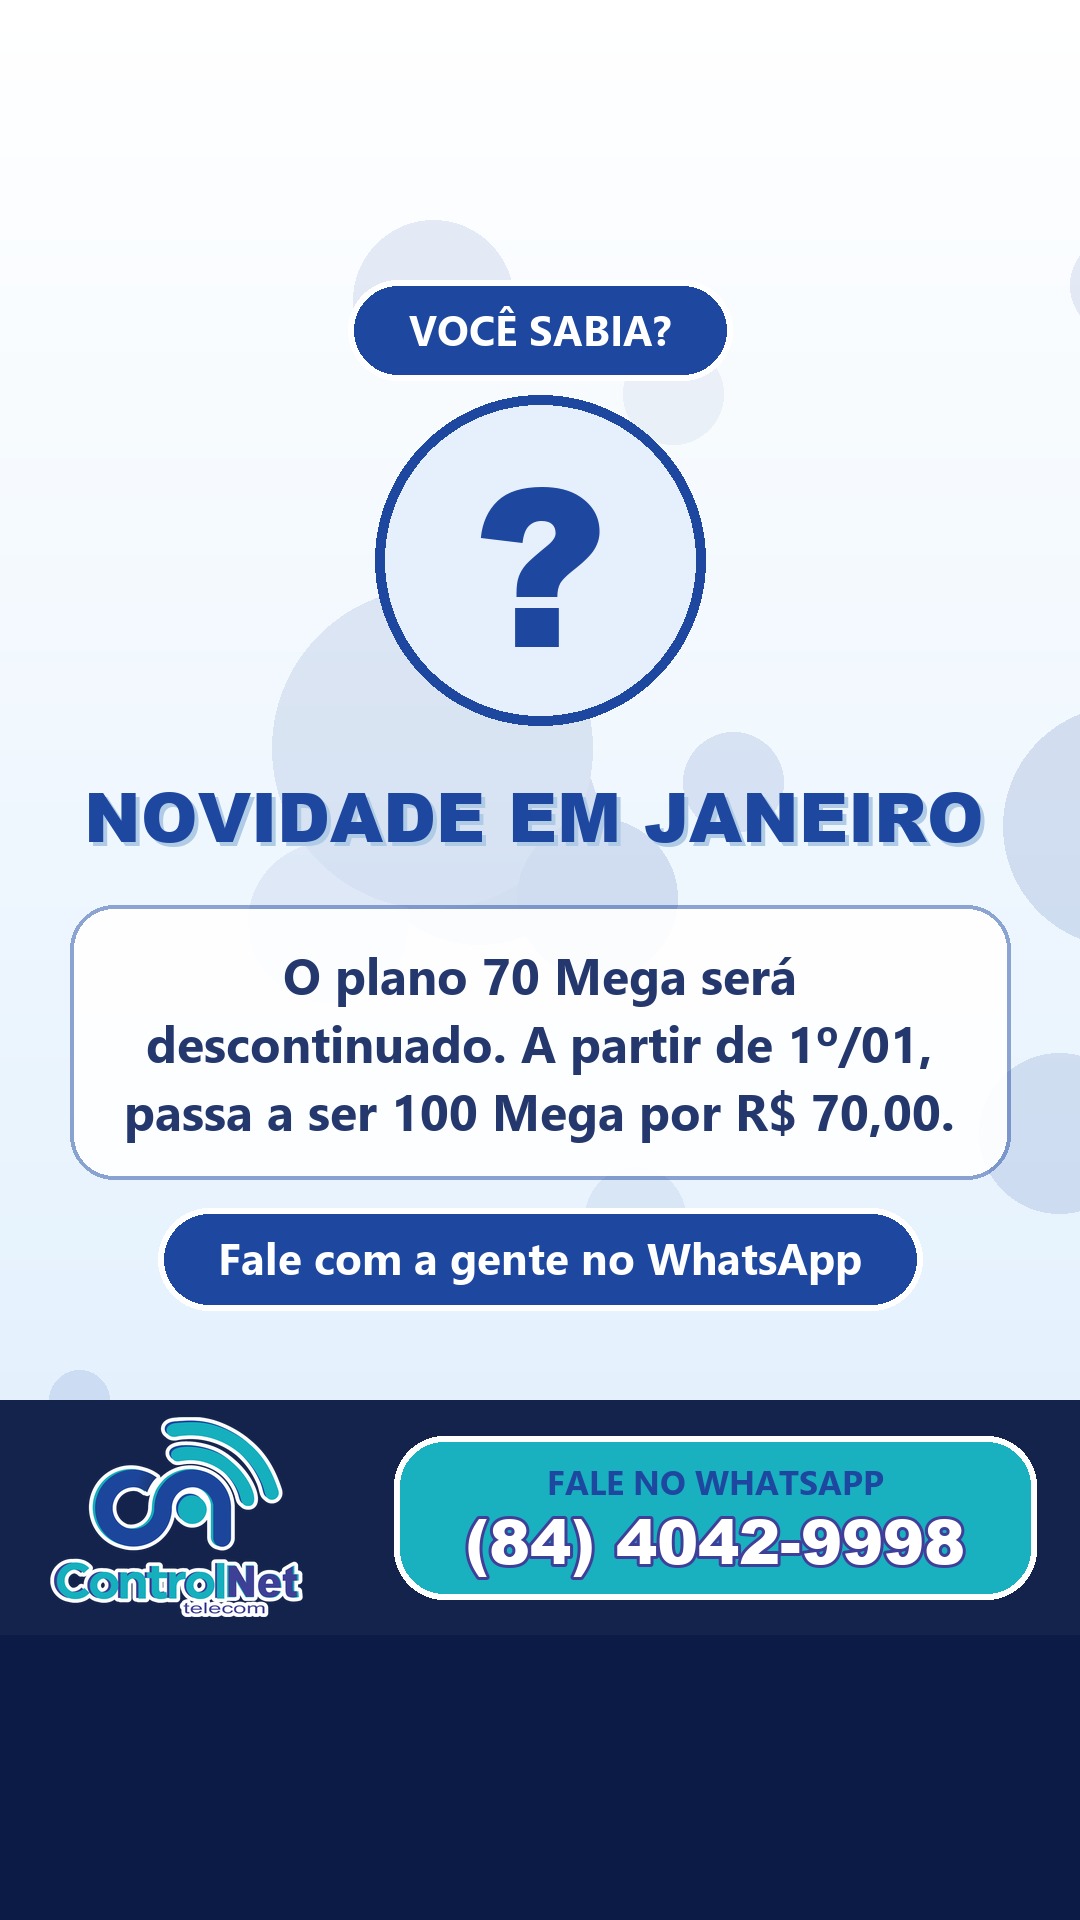 VOCÊ SABIA?
?
NOVIDADE EM JANEIRO
O plano 70 Mega será
descontinuado. A partir de 1º/01,
passa a ser 100 Mega por R$ 70,00.
Fale com a gente no WhatsApp
FALE NO WHATSAPP
(84) 4042-9998
ControlNet
telecom